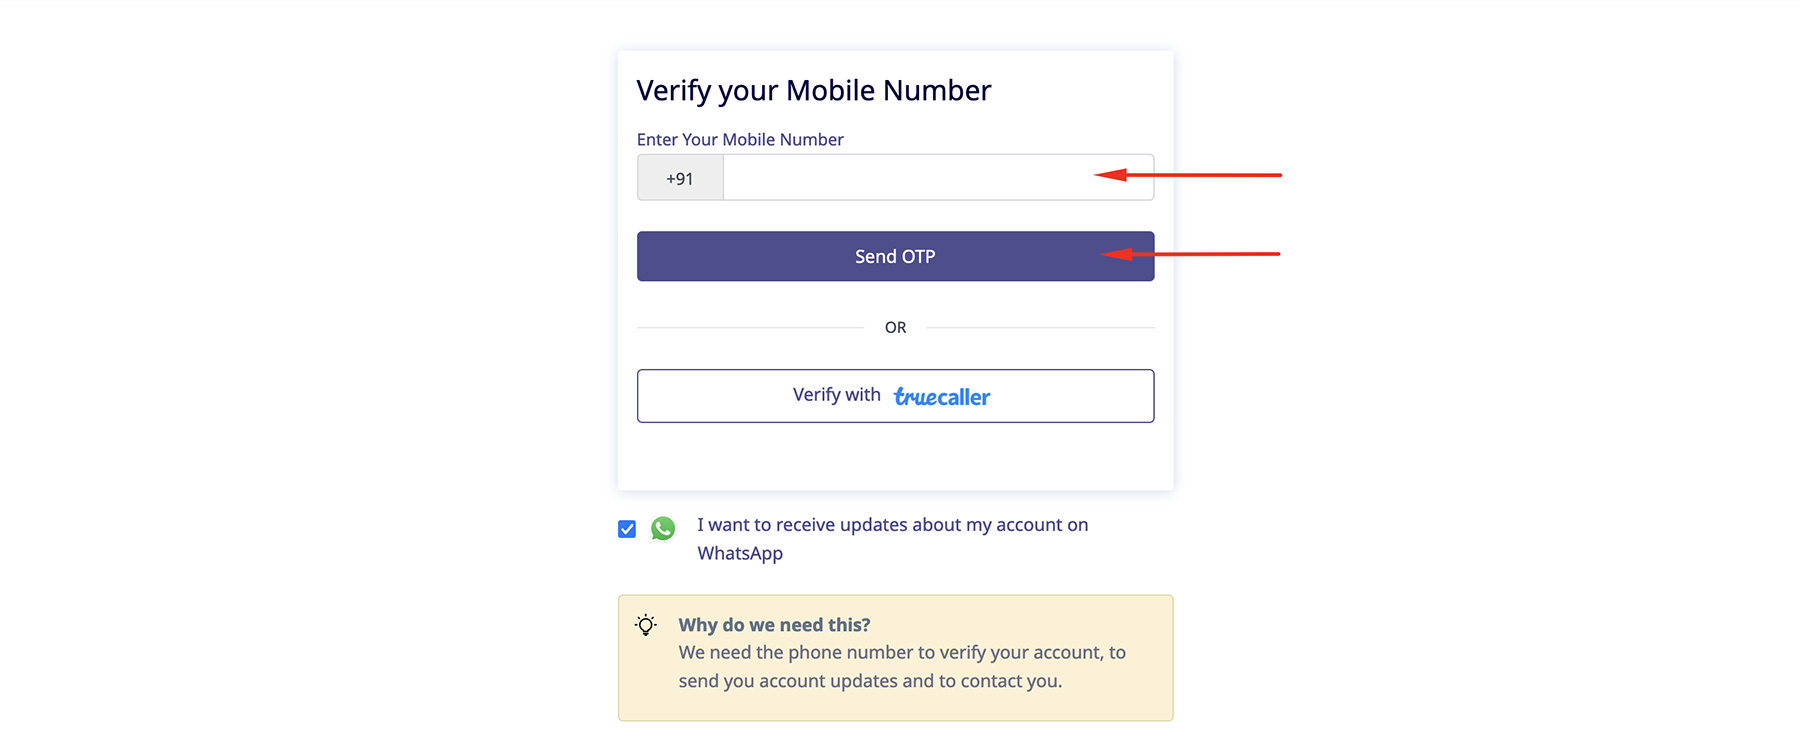 Verify your Mobile Number
Enter Your Mobile Number
+91
Send OTP
OR
Verify with truecaller
I want to receive updates about my account on
WhatsApp
Why do we need this?
We need the phone number to verify your account, to
send you account updates and to contact you.